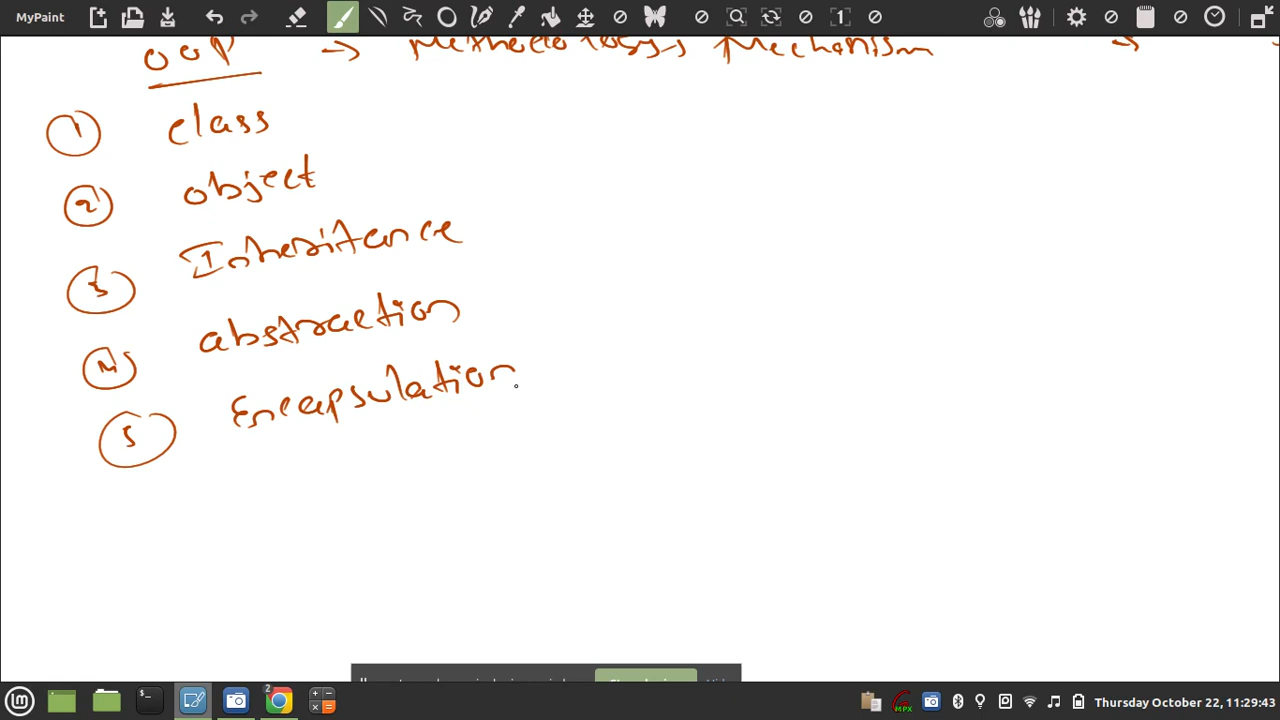 MyPaint
OOP → Methodology Mechanism →
1 class
2 object
3 Inheritance
4 abstraction
5 Encapsulation
Thursday October 22, 11:29:43